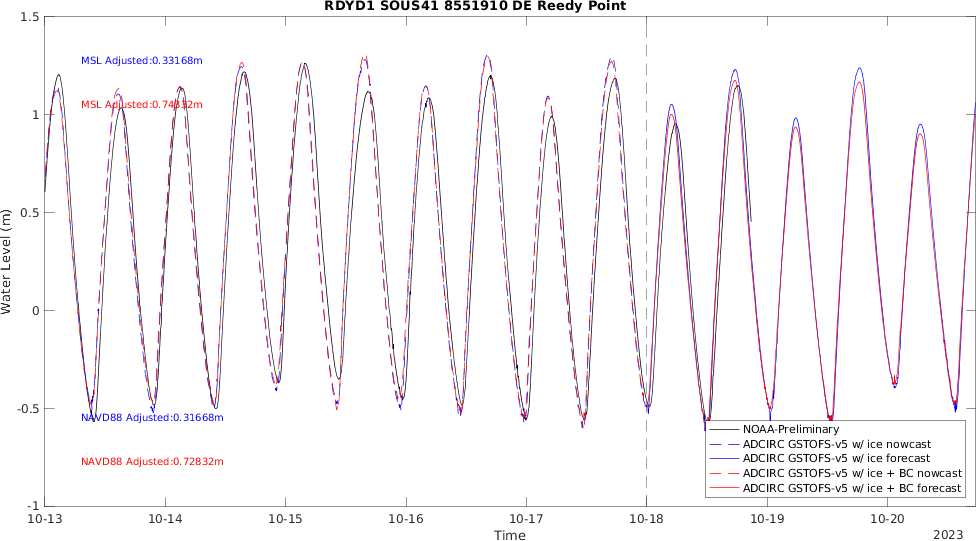 RDYD1 SOUS41 8551910 DE Reedy Point
1.5
MSL Adjusted:0.33168m
MSL Adjusted:0.74332m
1
0.5
Water Level (m)
0
-0.5
NAVD88 Adjusted:0.31668m
NAVD88 Adjusted:0.72832m
NOAA-Preliminary
ADCIRC GSTOFS-v5 w/ ice nowcast
ADCIRC GSTOFS-v5 w/ ice forecast
ADCIRC GSTOFS-v5 w/ ice + BC nowcast
ADCIRC GSTOFS-v5 w/ ice + BC forecast
-1
10-13 10-14 10-15 10-16 10-17 10-18 10-19 10-20
Time
2023